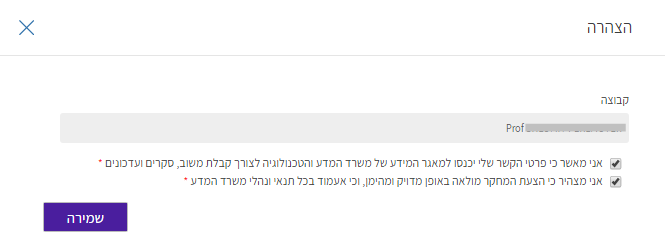 הצהרה
קבוצה
Prof
אני מאשר כי פרטי הקשר שלי יכנסו למאגר המידע של משרד המדע והטכנולוגיה לצורך קבלת משוב, סקרים ועדכונים *
אני מצהיר כי הצעת המחקר מולאה באופן מדויק ומהימן, וכי אעמוד בכל תנאי ונהלי משרד המדע *
שמירה